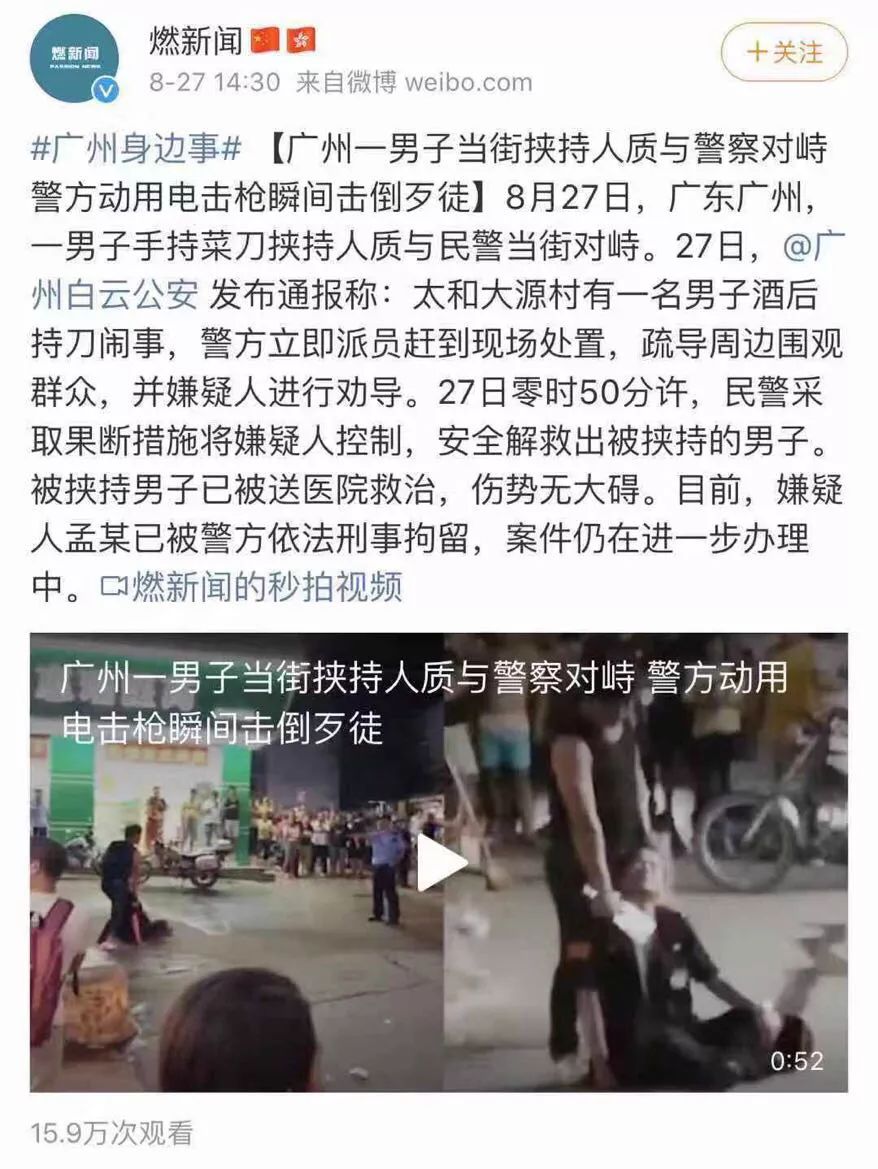 燃新闻
PASSION NEWS
燃新闻🇨🇳🇭🇰
8-27 14:30 来自微博 weibo.com
+关注
#广州身边事# 【广州一男子当街挟持人质与警察对峙
警方动用电击枪瞬间击倒歹徒】8月27日，广东广州，
一男子手持菜刀挟持人质与民警当街对峙。27日，@广
州白云公安 发布通报称：太和大源村有一名男子酒后
持刀闹事，警方立即派员赶到现场处置，疏导周边围观
群众，并嫌疑人进行劝导。27日零时50分许，民警采
取果断措施将嫌疑人控制，安全解救出被挟持的男子。
被挟持男子已被送医院救治，伤势无大碍。目前，嫌疑
人孟某已被警方依法刑事拘留，案件仍在进一步办理
中。燃新闻的秒拍视频
广州一男子当街挟持人质与警察对峙 警方动用
电击枪瞬间击倒歹徒
0:52
15.9万次观看